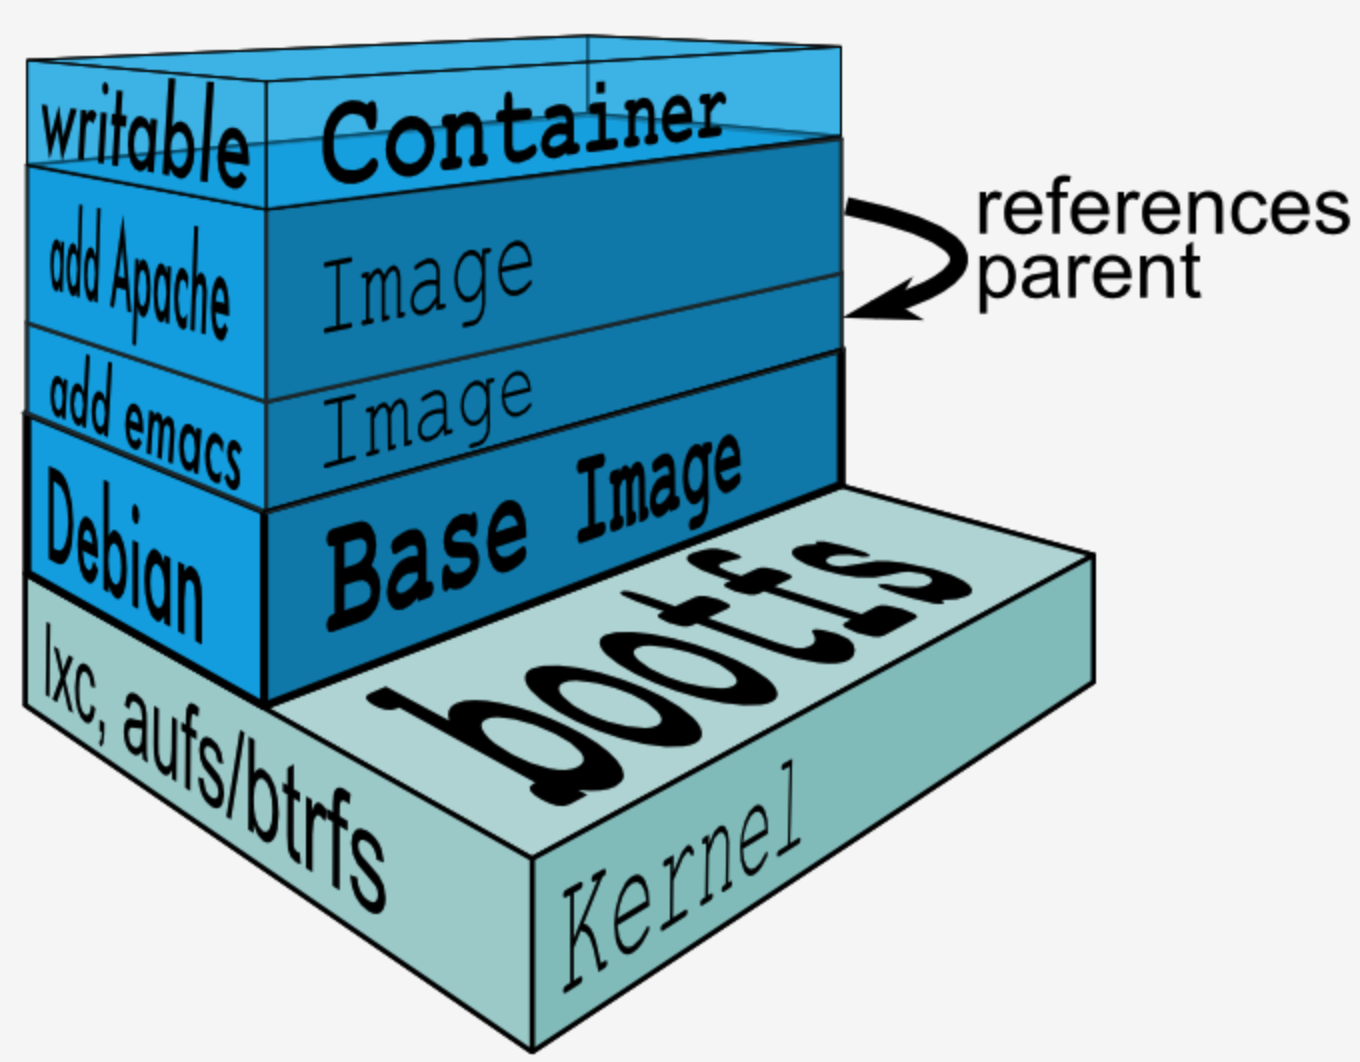 writable
Container
add Apache
Image
references
parent
add emacs
Image
Debian
Base Image
bootfs
lxc, aufs/btrfs
Kernel